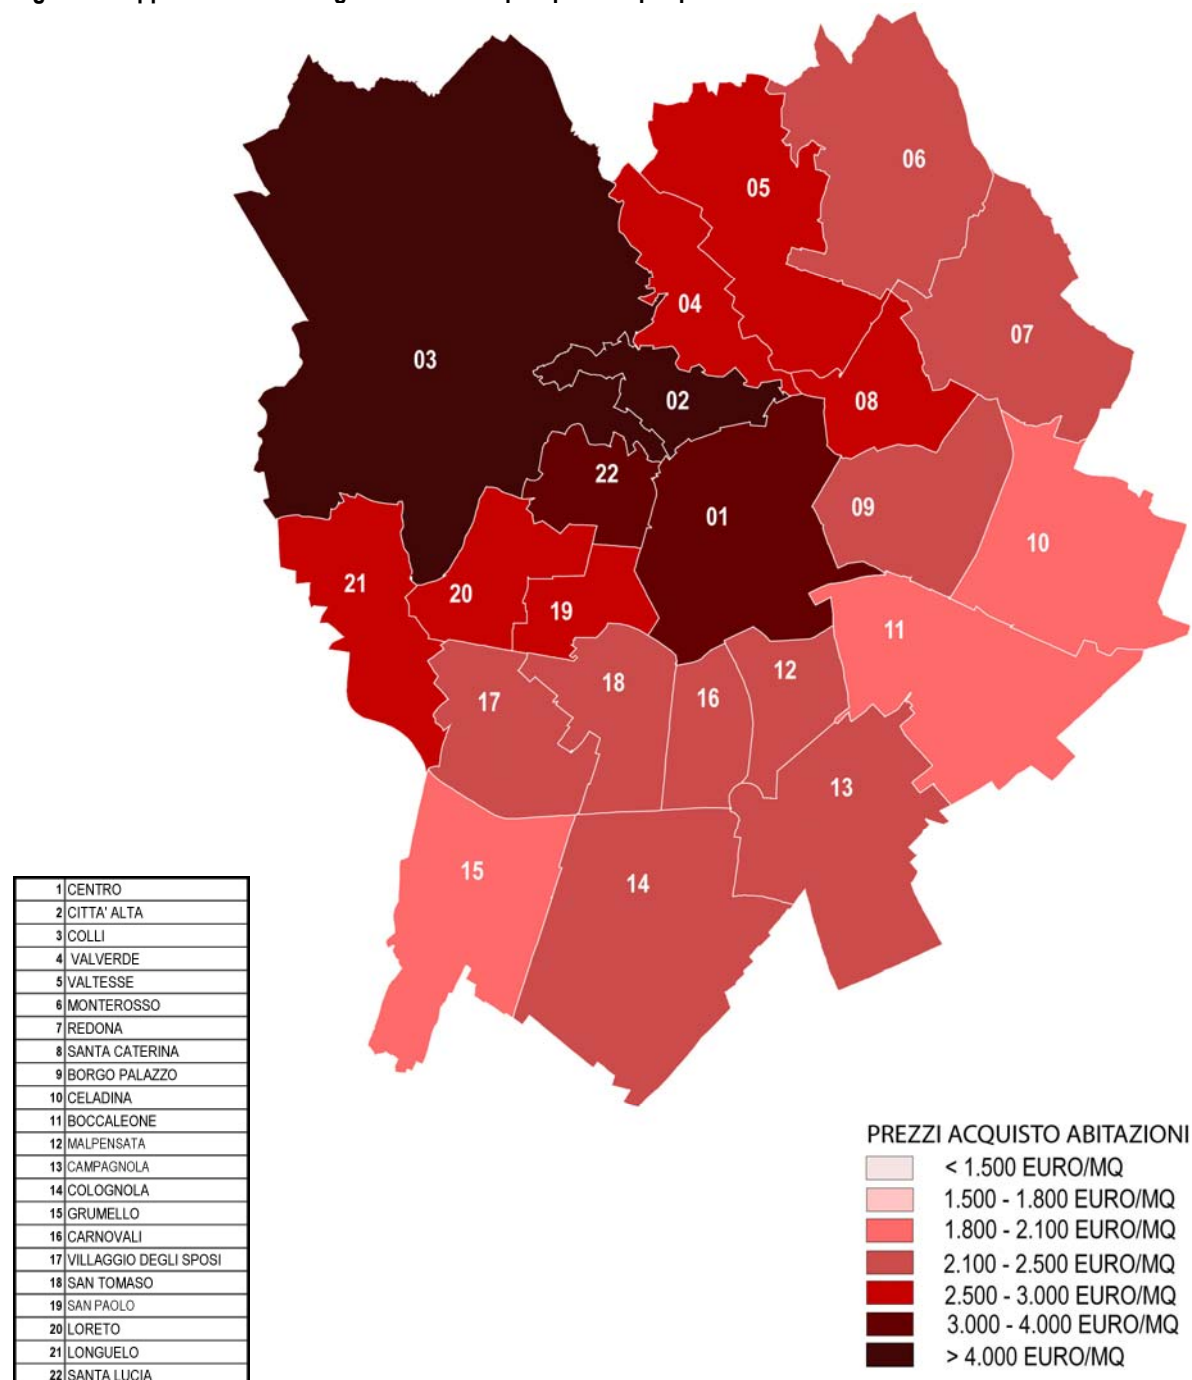 06
05
04
07
03
02
08
22
01
09
10
21
20
19
11
18
12
17
16
13
15
14
1 CENTRO
2 CITTA' ALTA
3 COLLI
4 VALVERDE
5 VALTESSE
6 MONTEROSSO
7 REDONA
8 SANTA CATERINA
9 BORGO PALAZZO
10 CELADINA
11 BOCCALEONE
12 MALPENSATA
13 CAMPAGNOLA
14 COLOGNOLA
15 GRUMELLO
16 CARNOVALI
17 VILLAGGIO DEGLI SPOSI
18 SAN TOMASO
19 SAN PAOLO
20 LORETO
21 LONGUELO
22 SANTA LUCIA
PREZZI ACQUISTO ABITAZIONI
< 1.500 EURO/MQ
1.500 - 1.800 EURO/MQ
1.800 - 2.100 EURO/MQ
2.100 - 2.500 EURO/MQ
2.500 - 3.000 EURO/MQ
3.000 - 4.000 EURO/MQ
> 4.000 EURO/MQ